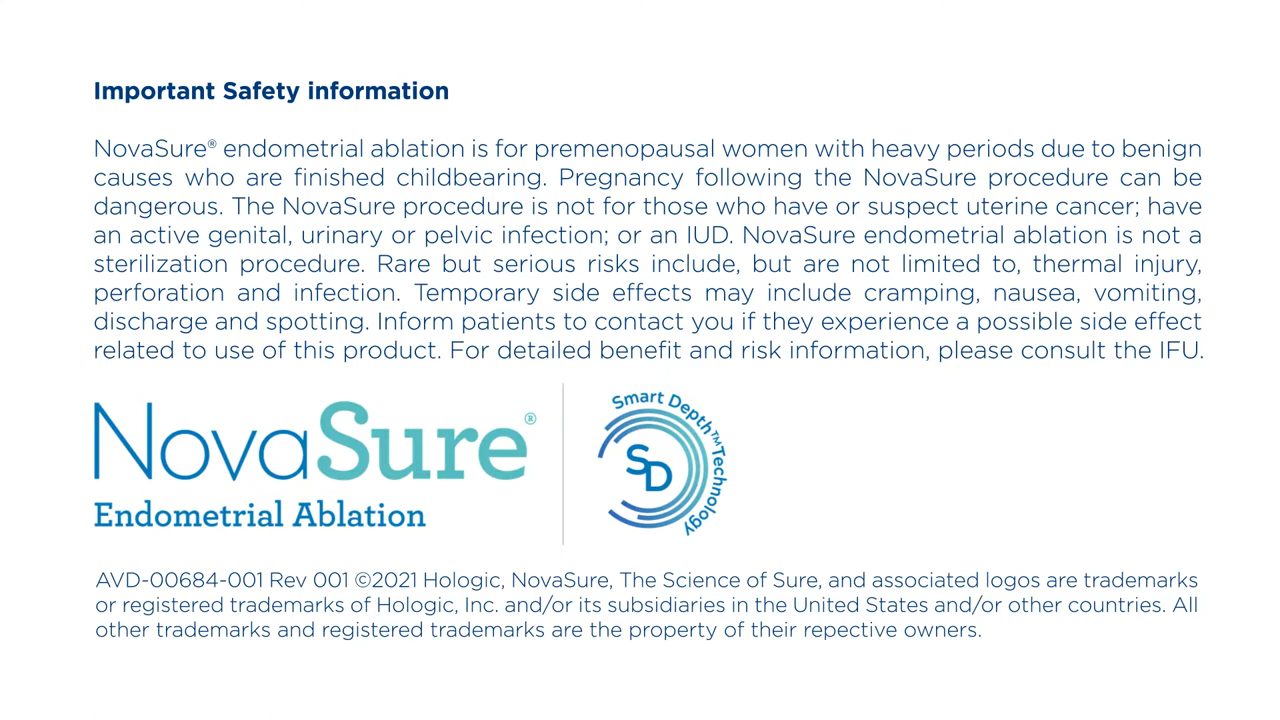 Important Safety information
NovaSure® endometrial ablation is for premenopausal women with heavy periods due to benign
causes who are finished childbearing. Pregnancy following the NovaSure procedure can be
dangerous. The NovaSure procedure is not for those who have or suspect uterine cancer; have
an active genital, urinary or pelvic infection; or an IUD. NovaSure endometrial ablation is not a
sterilization procedure. Rare but serious risks include, but are not limited to, thermal injury,
perforation and infection. Temporary side effects may include cramping, nausea, vomiting,
discharge and spotting. Inform patients to contact you if they experience a possible side effect
related to use of this product. For detailed benefit and risk information, please consult the IFU.
NovaSure®
Endometrial Ablation
Smart Depth™ Technology
SD
AVD-00684-001 Rev 001 ©2021 Hologic, NovaSure, The Science of Sure, and associated logos are trademarks
or registered trademarks of Hologic, Inc. and/or its subsidiaries in the United States and/or other countries. All
other trademarks and registered trademarks are the property of their repective owners.